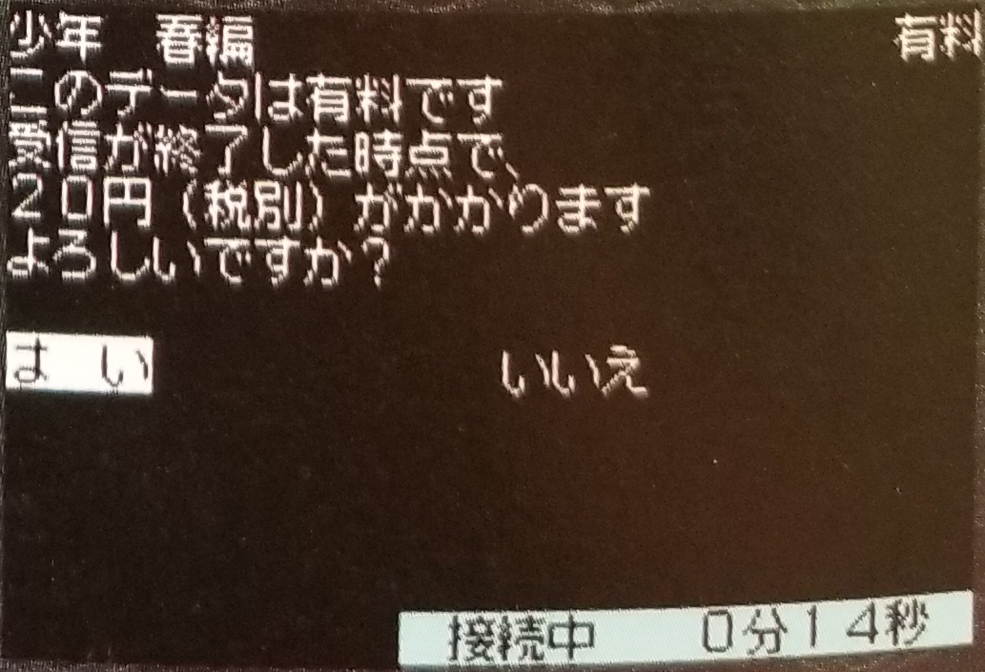 少年　春編　有料
このデータは有料です
受信が終了した時点で、
２０円（税別）がかかります
よろしいですか？
はい　いいえ
接続中　０分１４秒